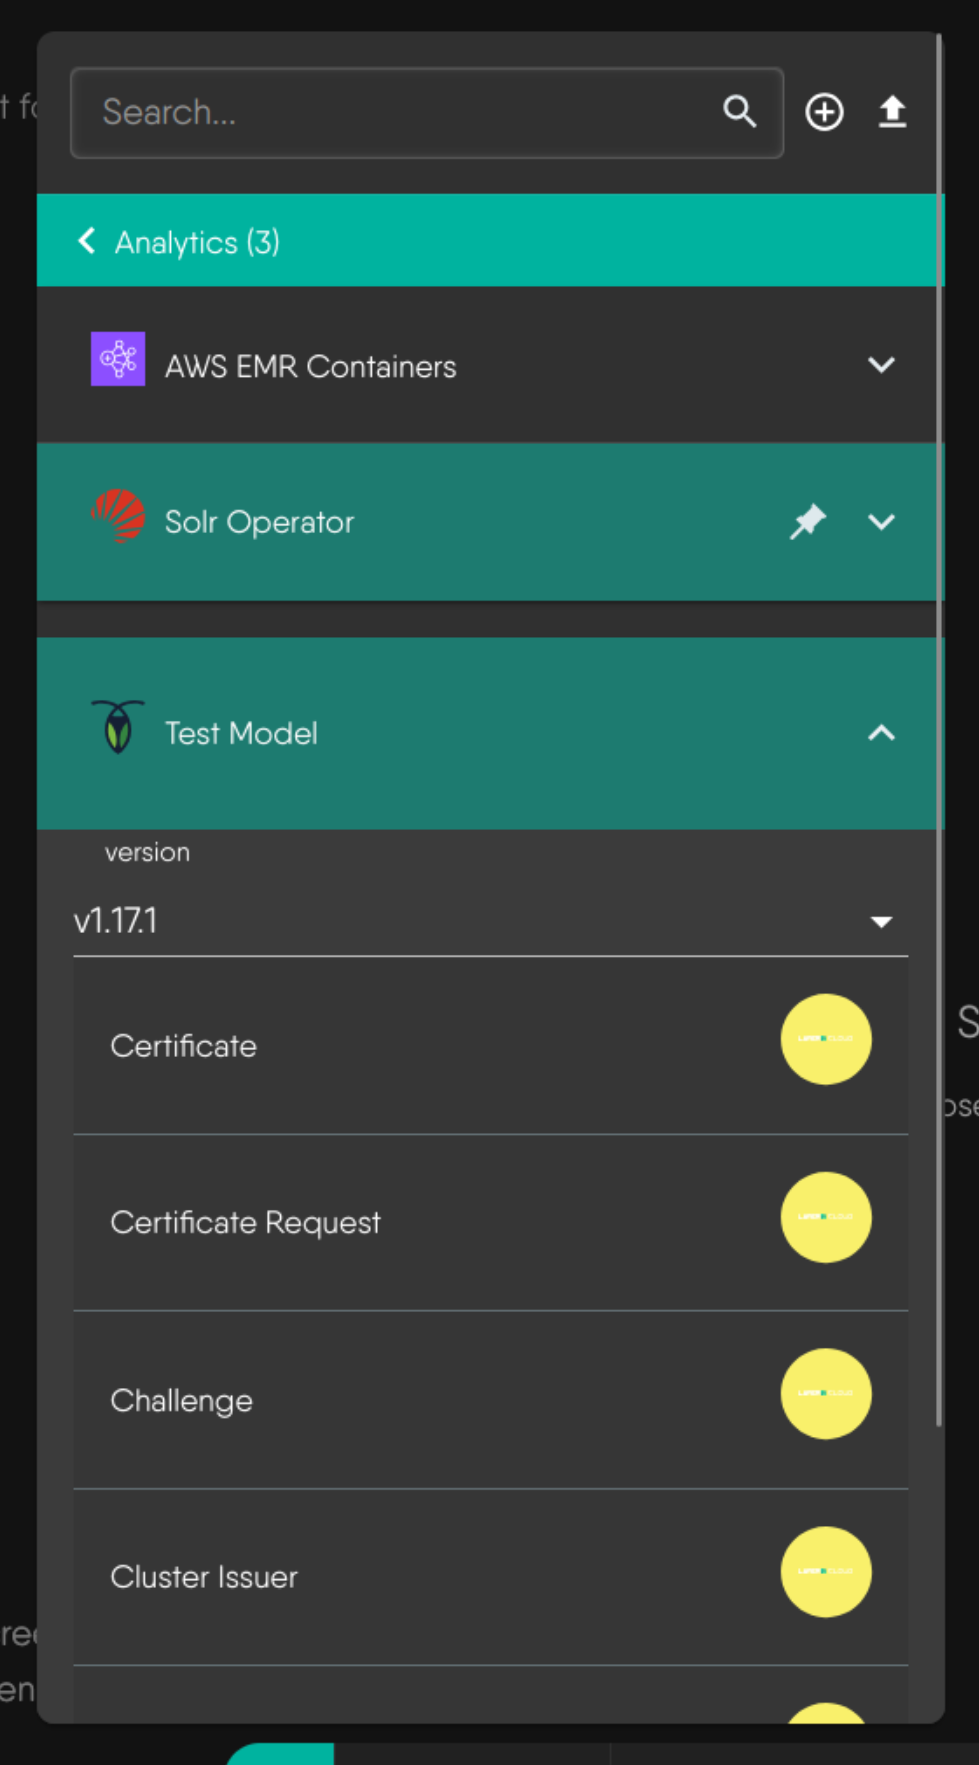 t fo
Search...
Analytics (3)
AWS EMR Containers
Solr Operator
Test Model
version
v1.17.1
Certificate
S
ose
Certificate Request
Challenge
Cluster Issuer
ree
en